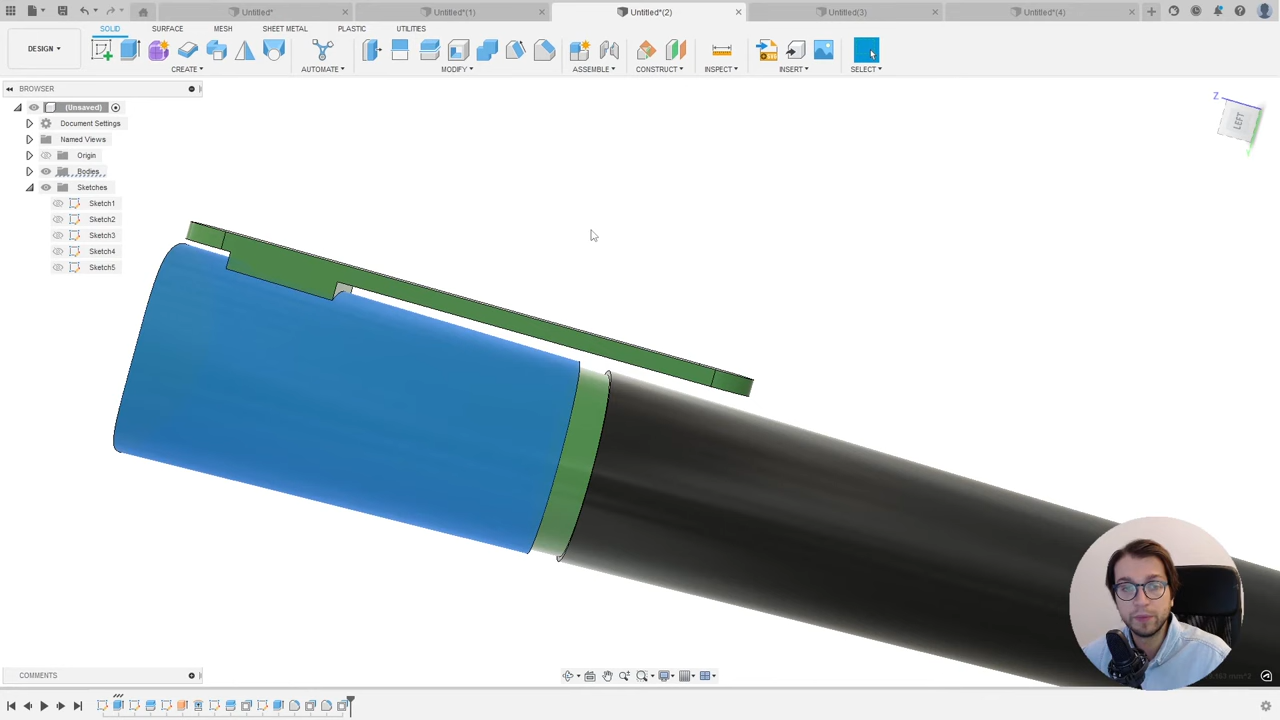 Untitled*
Untitled*(1)
Untitled*(2)
Untitled(3)
Untitled*(4)
DESIGN
SOLID
SURFACE
MESH
SHEET METAL
PLASTIC
UTILITIES
CREATE
AUTOMATE
MODIFY
ASSEMBLE
CONSTRUCT
INSPECT
INSERT
SELECT
BROWSER
(Unsaved)
Document Settings
Named Views
Origin
Bodies
Sketches
Sketch1
Sketch2
Sketch3
Sketch4
Sketch5
Z
LEFT
Y
COMMENTS